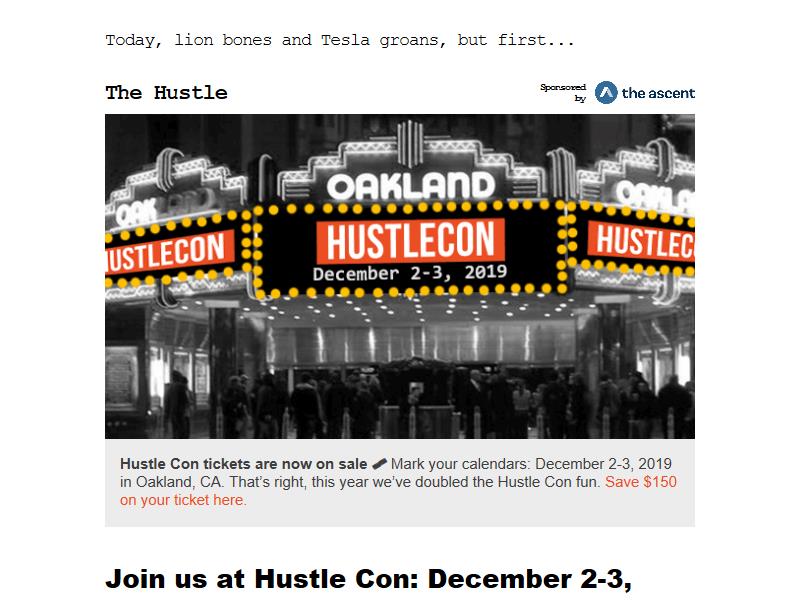 Today, lion bones and Tesla groans, but first...
The Hustle
Sponsored
by
the ascent
OAKLAND
HUSTLECON
December 2-3, 2019
Hustle Con tickets are now on sale Mark your calendars: December 2-3, 2019
in Oakland, CA. That's right, this year we've doubled the Hustle Con fun. Save $150
on your ticket here.
Join us at Hustle Con: December 2-3,